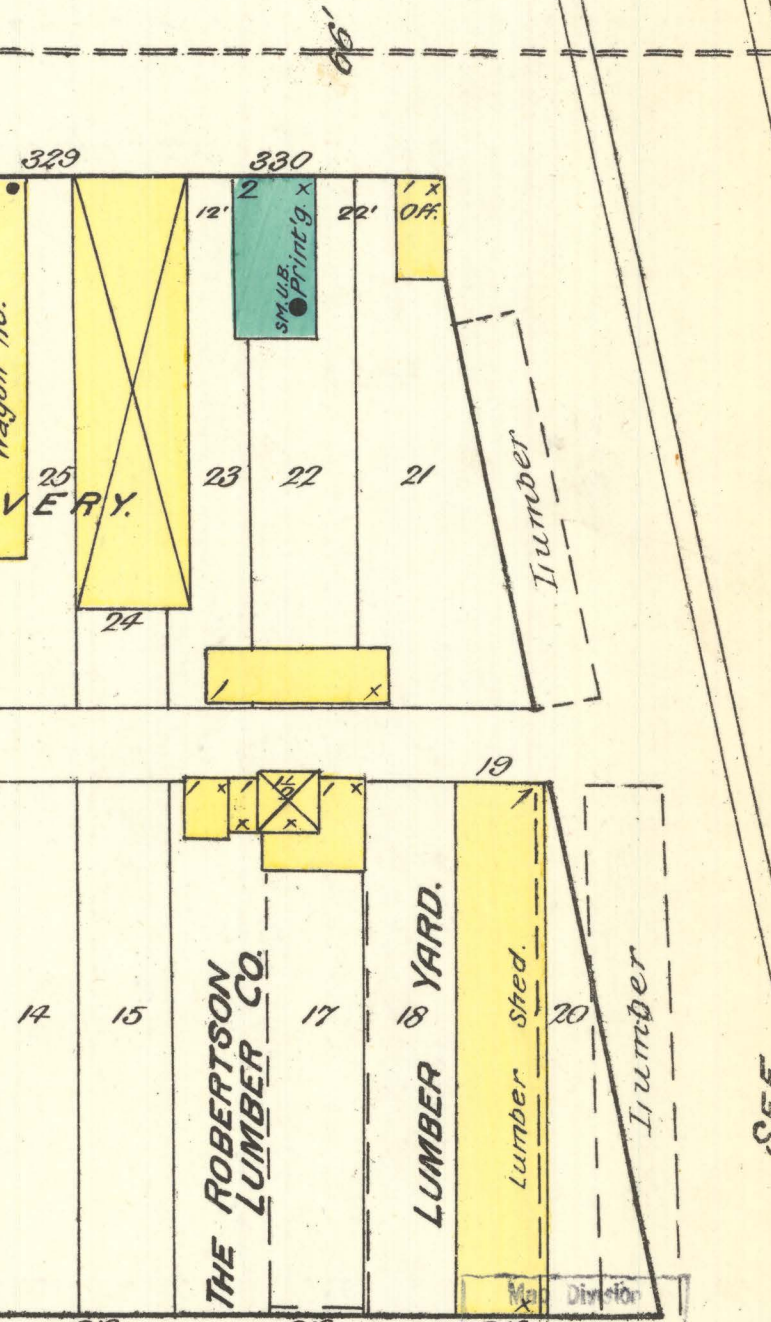 66'
329
330
2 x
12'
SM. U.B.
Print'g.
22'
1 x
Off.
25
23
22
21
VERY.
Lumber
24
1 x
19
1 x
1
x
1 x
x
14
15
THE ROBERTSON
LUMBER CO.
17
18
LUMBER YARD.
Lumber Shed.
20
Lumber
x
SEE
Map Division